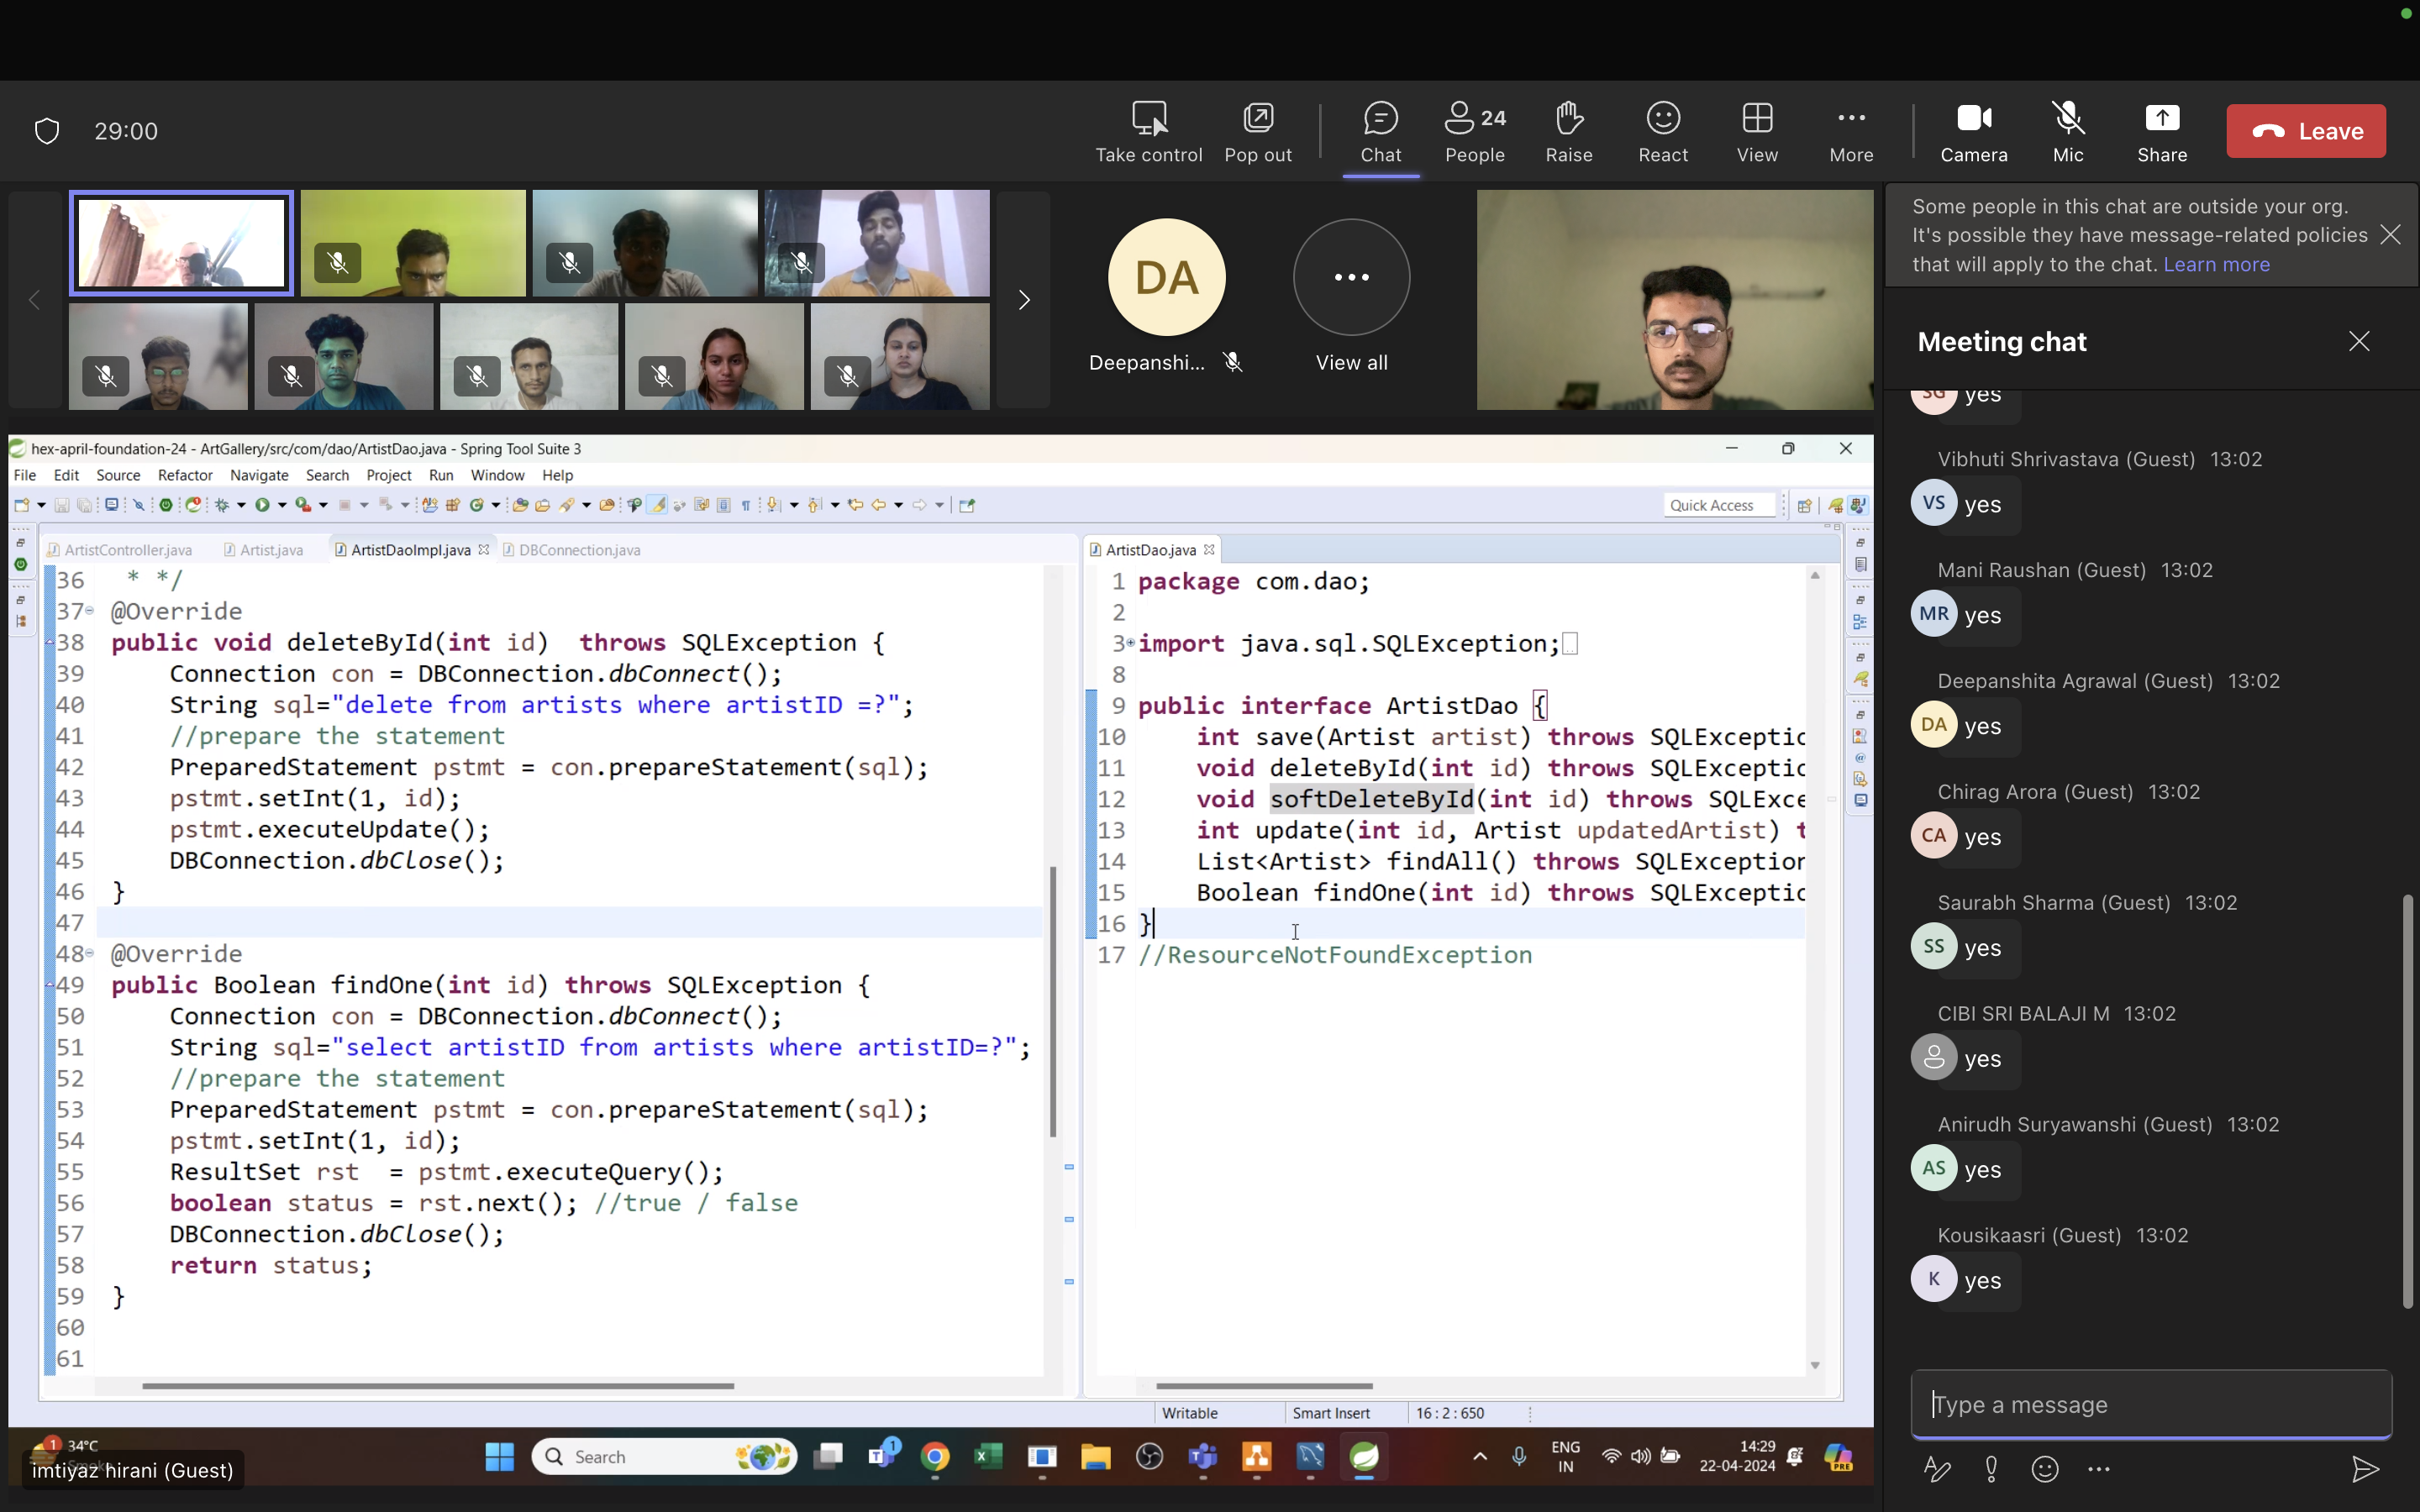 29:00
Take control
Pop out
Chat
24
People
Raise
React
View
More
Camera
Mic
Share
Leave
DA
Deepanshi...
View all
Some people in this chat are outside your org.
It's possible they have message-related policies
that will apply to the chat. Learn more
Meeting chat
SG yes
Vibhuti Shrivastava (Guest) 13:02
VS yes
Mani Raushan (Guest) 13:02
MR yes
Deepanshita Agrawal (Guest) 13:02
DA yes
Chirag Arora (Guest) 13:02
CA yes
Saurabh Sharma (Guest) 13:02
SS yes
CIBI SRI BALAJI M 13:02
yes
Anirudh Suryawanshi (Guest) 13:02
AS yes
Kousikaasri (Guest) 13:02
K yes
Type a message
hex-april-foundation-24 - ArtGallery/src/com/dao/ArtistDao.java - Spring Tool Suite 3
File Edit Source Refactor Navigate Search Project Run Window Help
Quick Access
ArtistController.java Artist.java ArtistDaoImpl.java DBConnection.java
36 * */
37 @Override
38 public void deleteById(int id)  throws SQLException {
39 Connection con = DBConnection.dbConnect();
40 String sql="delete from artists where artistID =?";
41 //prepare the statement
42 PreparedStatement pstmt = con.prepareStatement(sql);
43 pstmt.setInt(1, id);
44 pstmt.executeUpdate();
45 DBConnection.dbClose();
46 }
47
48 @Override
49 public Boolean findOne(int id) throws SQLException {
50 Connection con = DBConnection.dbConnect();
51 String sql="select artistID from artists where artistID=?";
52 //prepare the statement
53 PreparedStatement pstmt = con.prepareStatement(sql);
54 pstmt.setInt(1, id);
55 ResultSet rst  = pstmt.executeQuery();
56 boolean status = rst.next(); //true / false
57 DBConnection.dbClose();
58 return status;
59 }
60
61
ArtistDao.java
1 package com.dao;
2
3 import java.sql.SQLException;
8
9 public interface ArtistDao {
10 int save(Artist artist) throws SQLExceptic
11 void deleteById(int id) throws SQLExceptic
12 void softDeleteById(int id) throws SQLExce
13 int update(int id, Artist updatedArtist) t
14 List<Artist> findAll() throws SQLException
15 Boolean findOne(int id) throws SQLExceptic
16 }
17 //ResourceNotFoundException
Writable Smart Insert 16 : 2 : 650
1
34°C
imtiyaz hirani (Guest)
Search
1
ENG
IN
14:29
22-04-2024
PRE